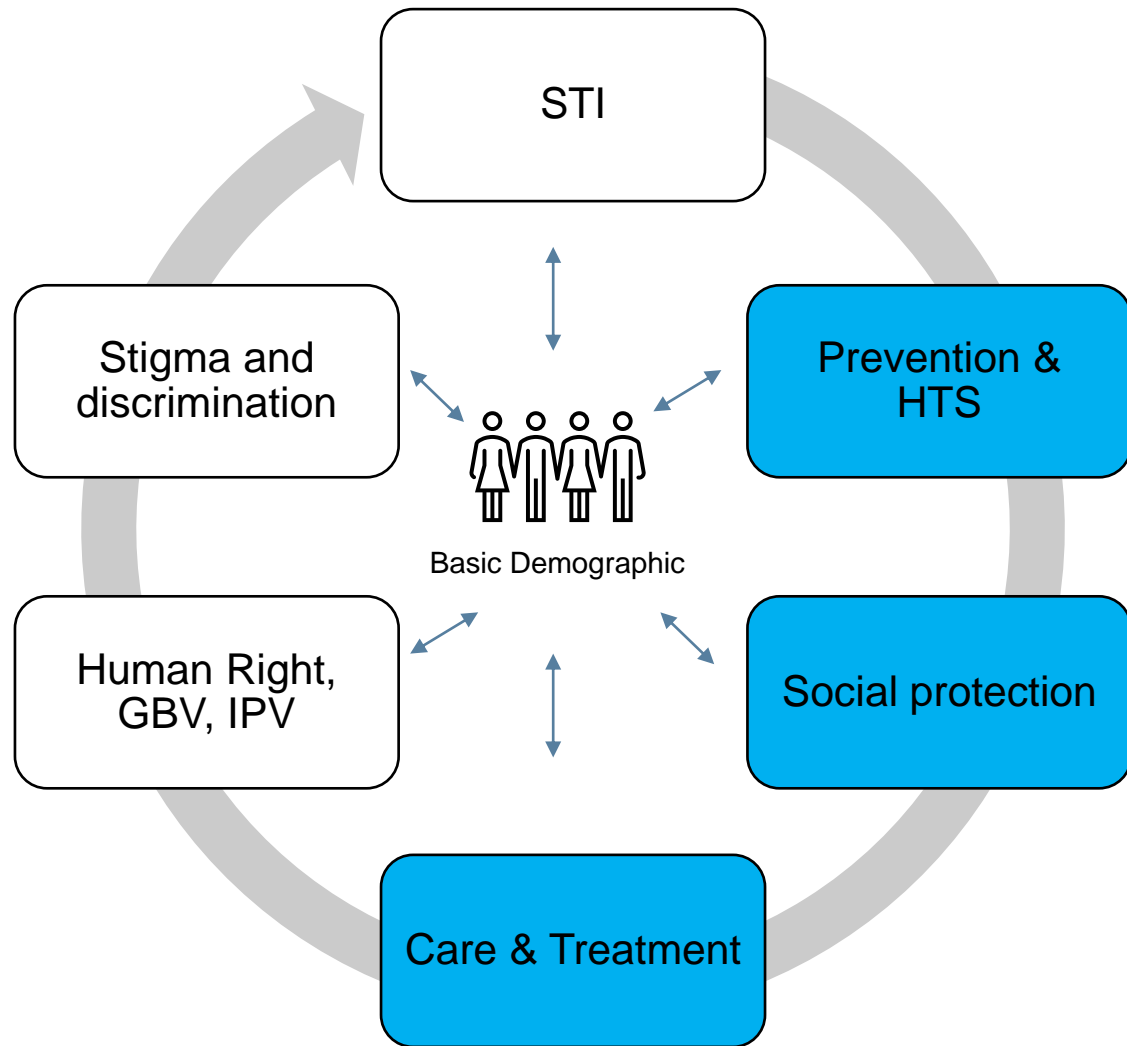 STI
Stigma and
discrimination
Prevention &
HTS
Basic Demographic
Human Right,
GBV, IPV
Social protection
Care & Treatment